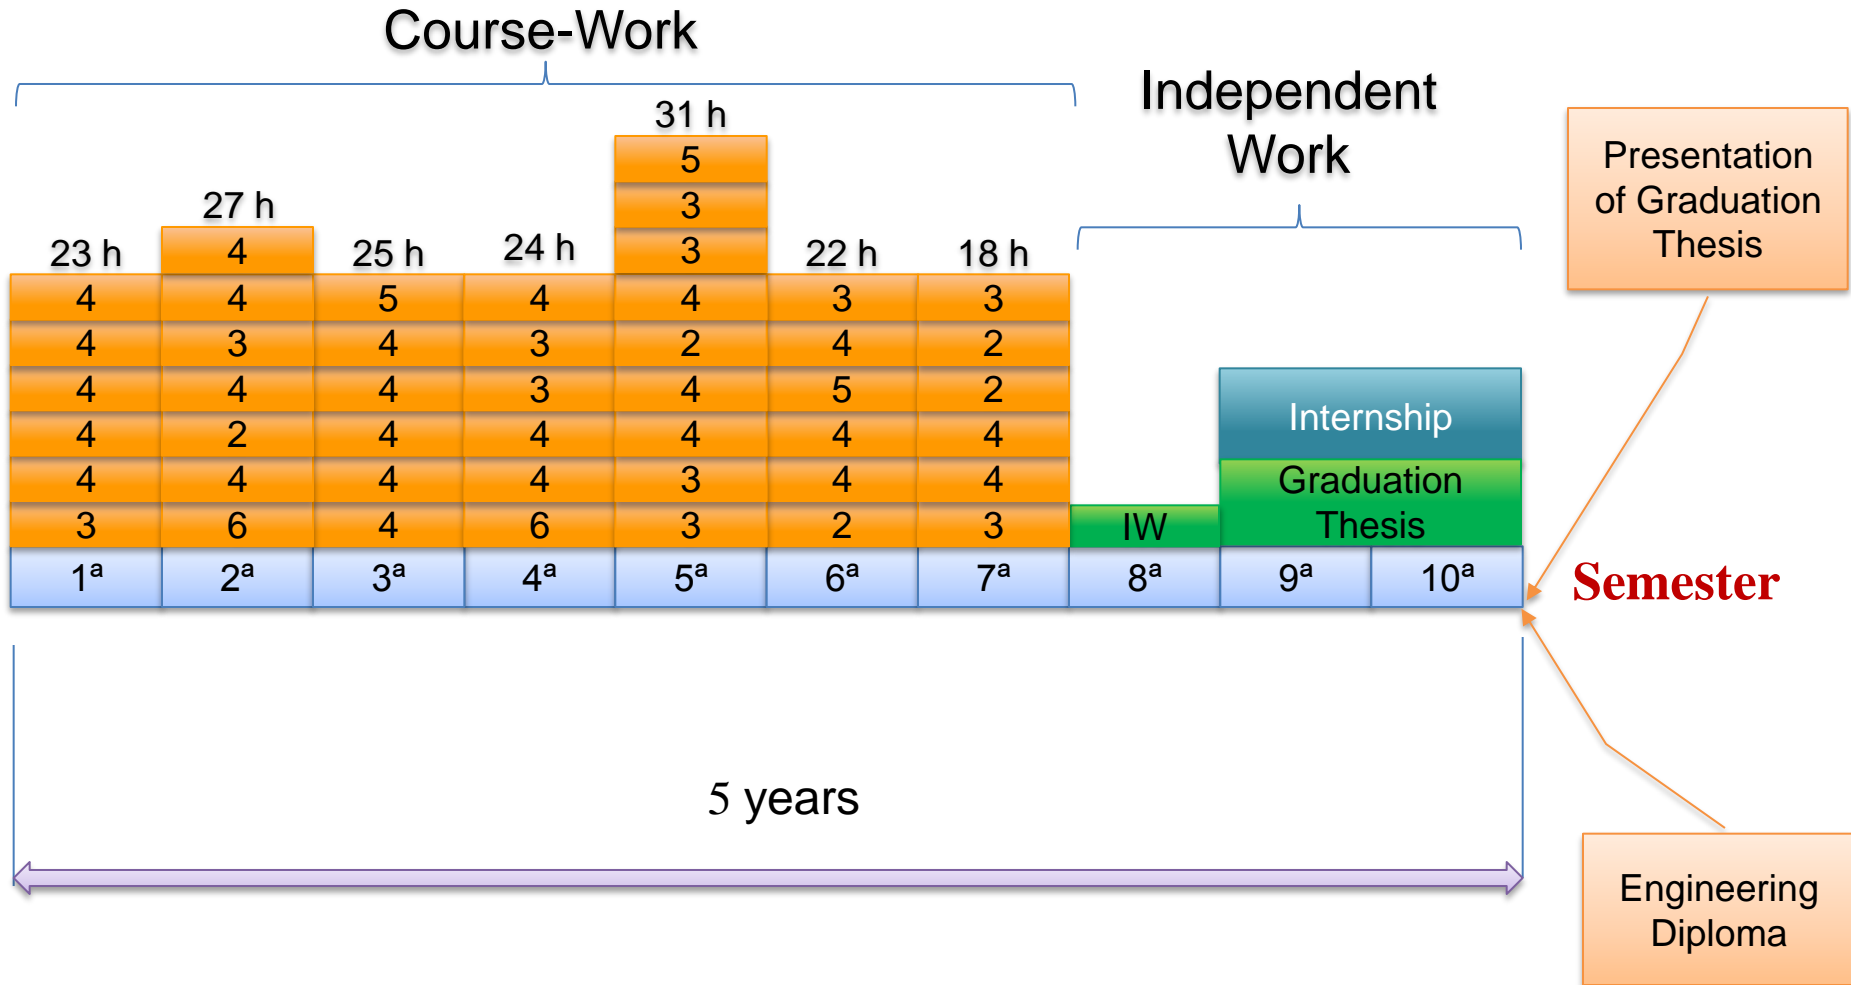 Course-Work
Independent
Work
Presentation
of Graduation
Thesis
31 h
5
3
27 h
23 h 4 25 h 24 h 3 22 h 18 h
4 4 5 4 4 3 3
4 3 4 3 2 4 2
4 4 4 3 4 5 2
4 2 4 4 4 4 4
4 4 4 4 3 4 4
3 6 4 6 3 2 3
Internship
Graduation
Thesis
IW
1ª 2ª 3ª 4ª 5ª 6ª 7ª 8ª 9ª 10ª
Semester
5 years
Engineering
Diploma